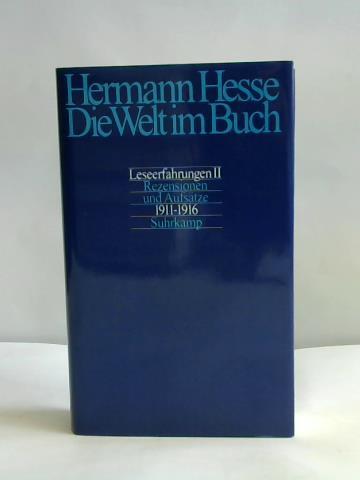 Hermann Hesse
Die Welt im Buch
Leseerfahrungen II
Rezensionen
und Aufsätze
1911-1916
Suhrkamp